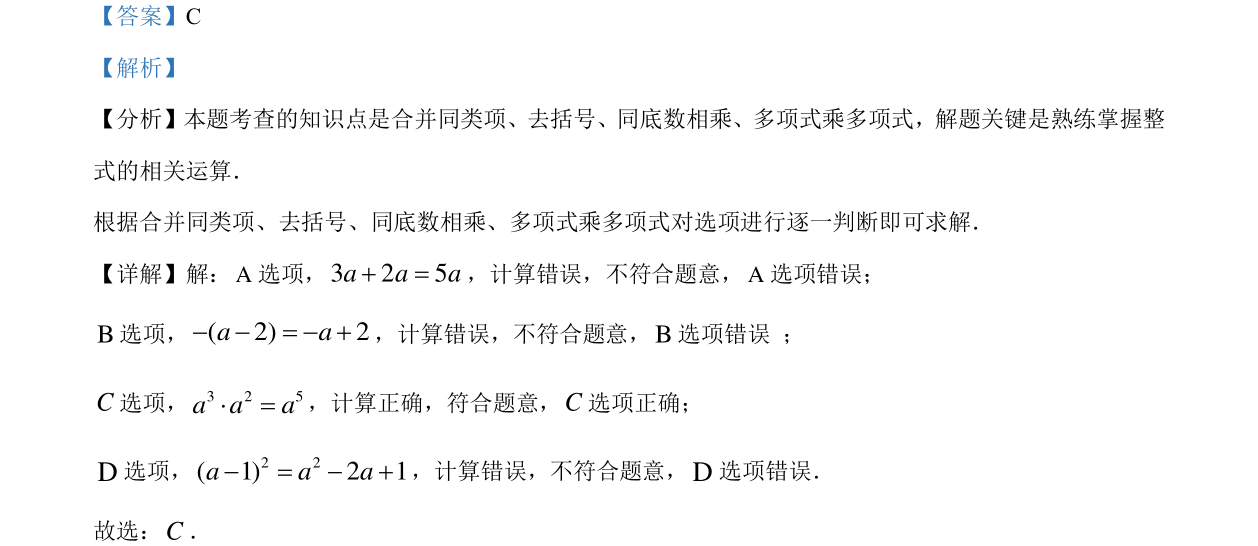 【答案】C
【解析】
【分析】本题考查的知识点是合并同类项、去括号、同底数相乘、多项式乘多项式，解题关键是熟练掌握整
式的相关运算．
根据合并同类项、去括号、同底数相乘、多项式乘多项式对选项进行逐一判断即可求解．
【详解】解：A 选项，3a+2a=5a，计算错误，不符合题意，A 选项错误；
B 选项，−(a−2)=−a+2，计算错误，不符合题意，B 选项错误 ；
C 选项，a³·a²=a⁵，计算正确，符合题意，C 选项正确；
D 选项，(a−1)²=a²−2a+1，计算错误，不符合题意，D 选项错误．
故选：C．